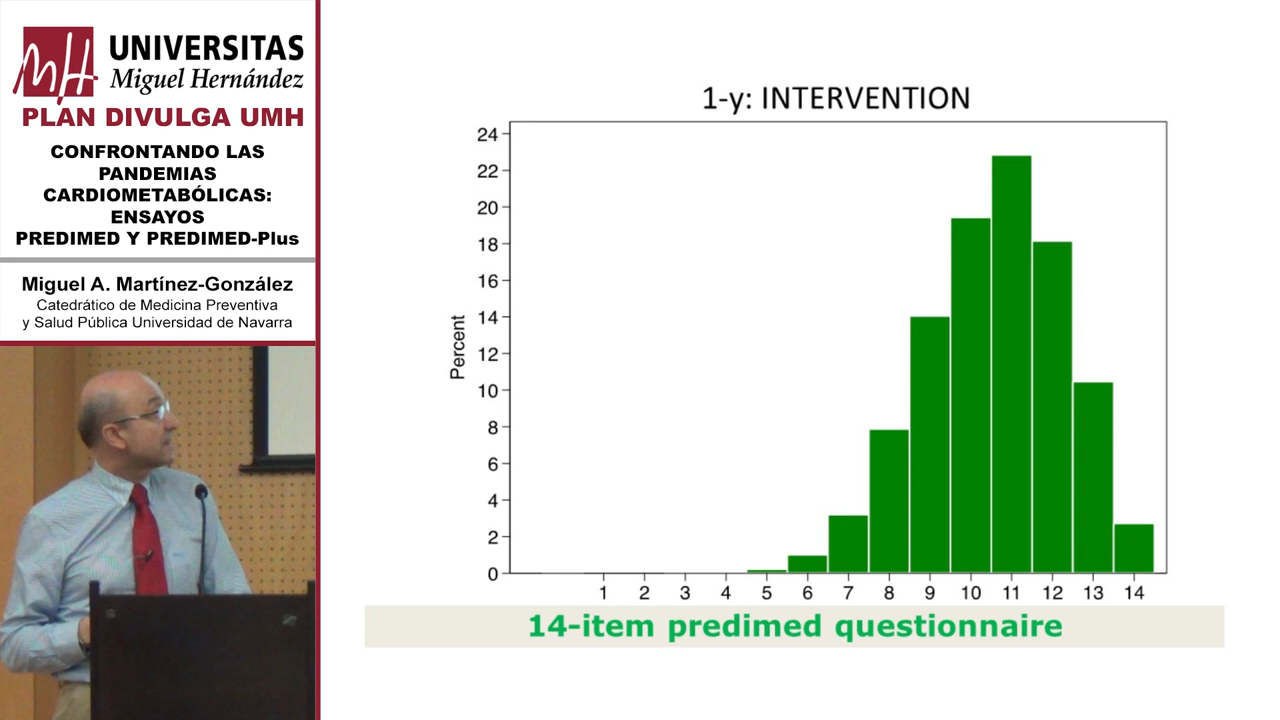 UNIVERSITAS
Miguel Hernández
PLAN DIVULGA UMH
CONFRONTANDO LAS
PANDEMIAS
CARDIOMETABÓLICAS:
ENSAYOS
PREDIMED Y PREDIMED-Plus
Miguel A. Martínez-González
Catedrático de Medicina Preventiva
y Salud Pública Universidad de Navarra
1-y: INTERVENTION
24
22
20
18
16
14
12
10
8
6
4
2
0
Percent
1 2 3 4 5 6 7 8 9 10 11 12 13 14
14-item predimed questionnaire